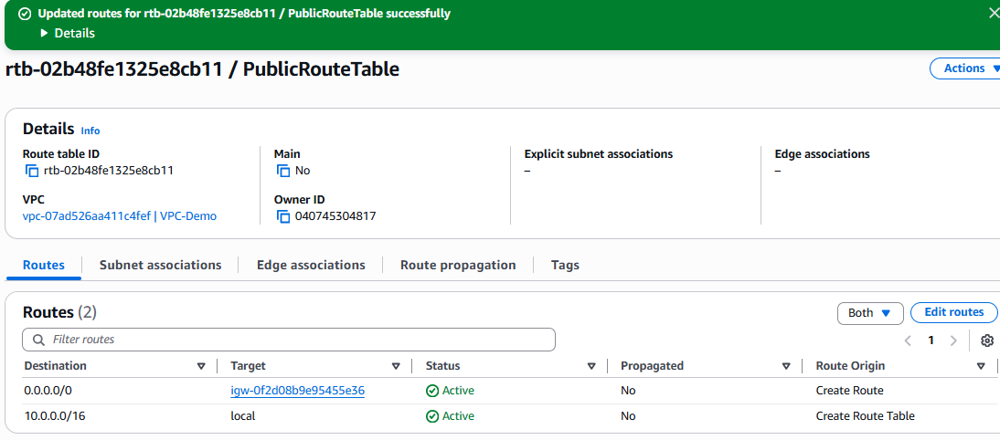 Updated routes for rtb-02b48fe1325e8cb11 / PublicRouteTable successfully
Details
rtb-02b48fe1325e8cb11 / PublicRouteTable
Actions
Details Info
Route table ID
rtb-02b48fe1325e8cb11
Main
No
Explicit subnet associations
–
Edge associations
–
VPC
vpc-07ad526aa411c4fef | VPC-Demo
Owner ID
040745304817
Routes Subnet associations Edge associations Route propagation Tags
Routes (2)
Both Edit routes
Filter routes
1
Destination Target Status Propagated Route Origin
0.0.0.0/0 igw-0f2d08b9e95455e36 Active No Create Route
10.0.0.0/16 local Active No Create Route Table